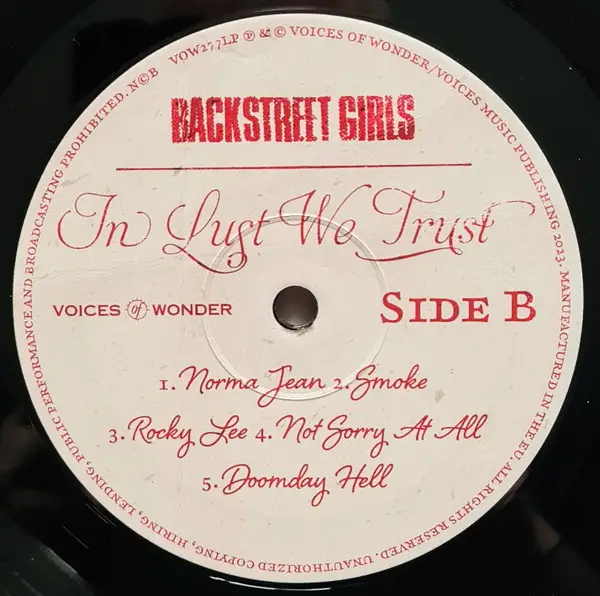 VOW277LP ℗ & © VOICES OF WONDER/VOICES MUSIC PUBLISHING 2023. MANUFACTURED IN THE EU. ALL RIGHTS RESERVED. UNAUTHORIZED COPYING, HIRING, LENDING, PUBLIC PERFORMANCE AND BROADCASTING PROHIBITED. N©B
BACKSTREET GIRLS
In Lust We Trust
VOICES of WONDER
SIDE B
1. Norma Jean 2. Smoke
3. Rocky Lee 4. Not Sorry At All
5. Doomday Hell